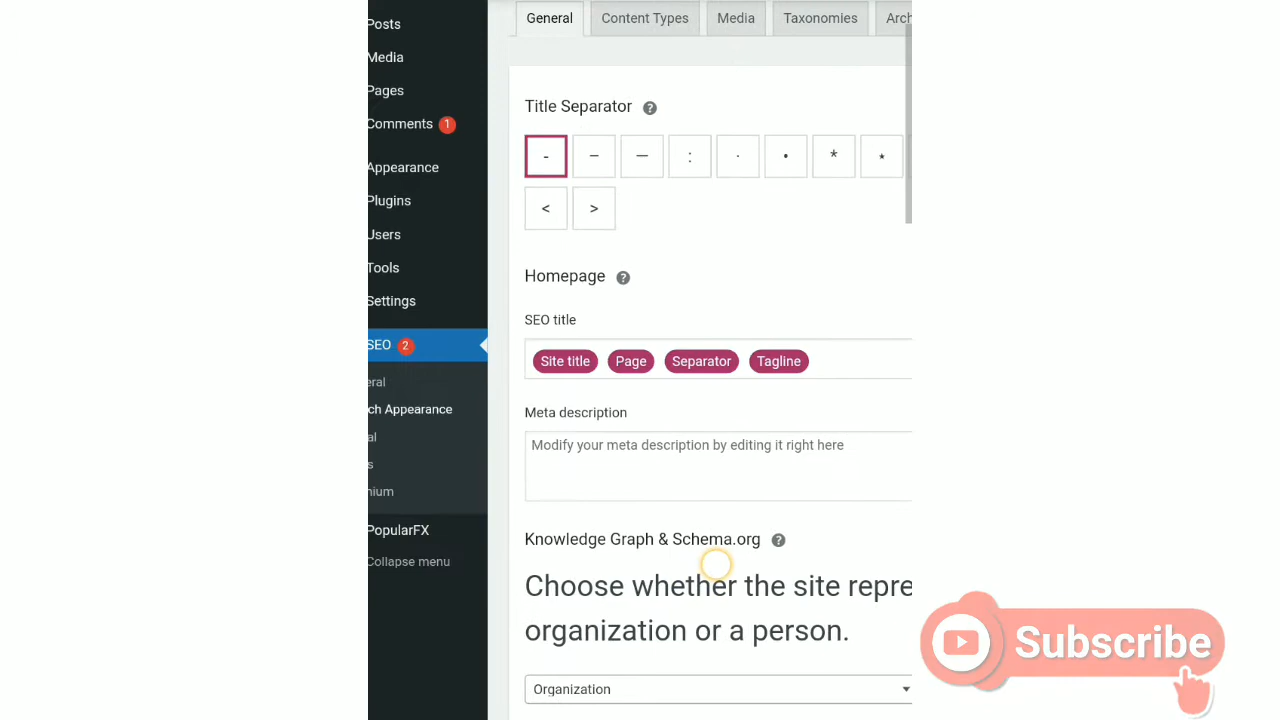 Posts
Media
Pages
Comments 1
Appearance
Plugins
Users
Tools
Settings
SEO 2
eral
ch Appearance
al
s
nium
PopularFX
Collapse menu
General Content Types Media Taxonomies Arch
Title Separator ?
- – — : · • * ⋆
< >
Homepage ?
SEO title
Site title Page Separator Tagline
Meta description
Modify your meta description by editing it right here
Knowledge Graph & Schema.org ?
Choose whether the site repre
organization or a person.
Organization
Subscribe